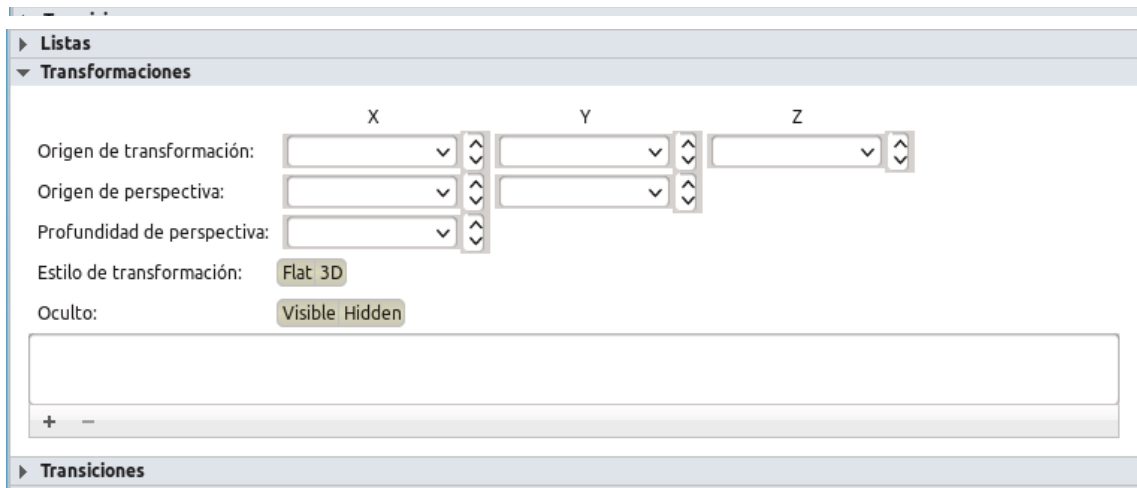 Listas
Transformaciones
X Y Z
Origen de transformación:
Origen de perspectiva:
Profundidad de perspectiva:
Estilo de transformación: Flat 3D
Oculto: Visible Hidden
+ −
Transiciones